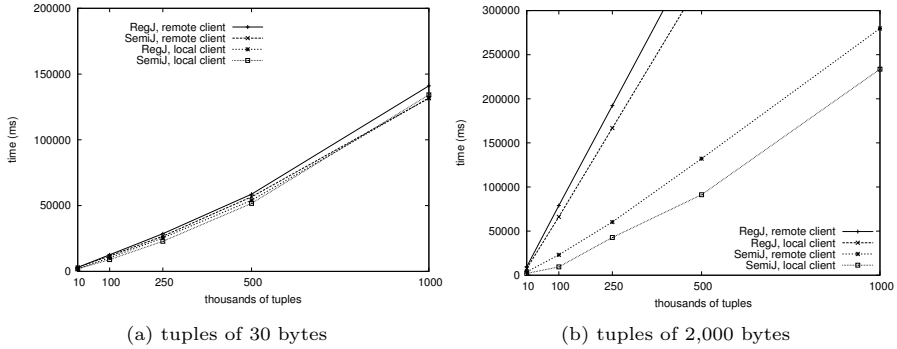 200000
150000
100000
50000
0
time (ms)
RegJ, remote client
SemiJ, remote client
RegJ, local client
SemiJ, local client
10 100 250 500 1000
thousands of tuples
(a) tuples of 30 bytes
300000
250000
200000
150000
100000
50000
0
time (ms)
RegJ, remote client
RegJ, local client
SemiJ, remote client
SemiJ, local client
10 100 250 500 1000
thousands of tuples
(b) tuples of 2,000 bytes